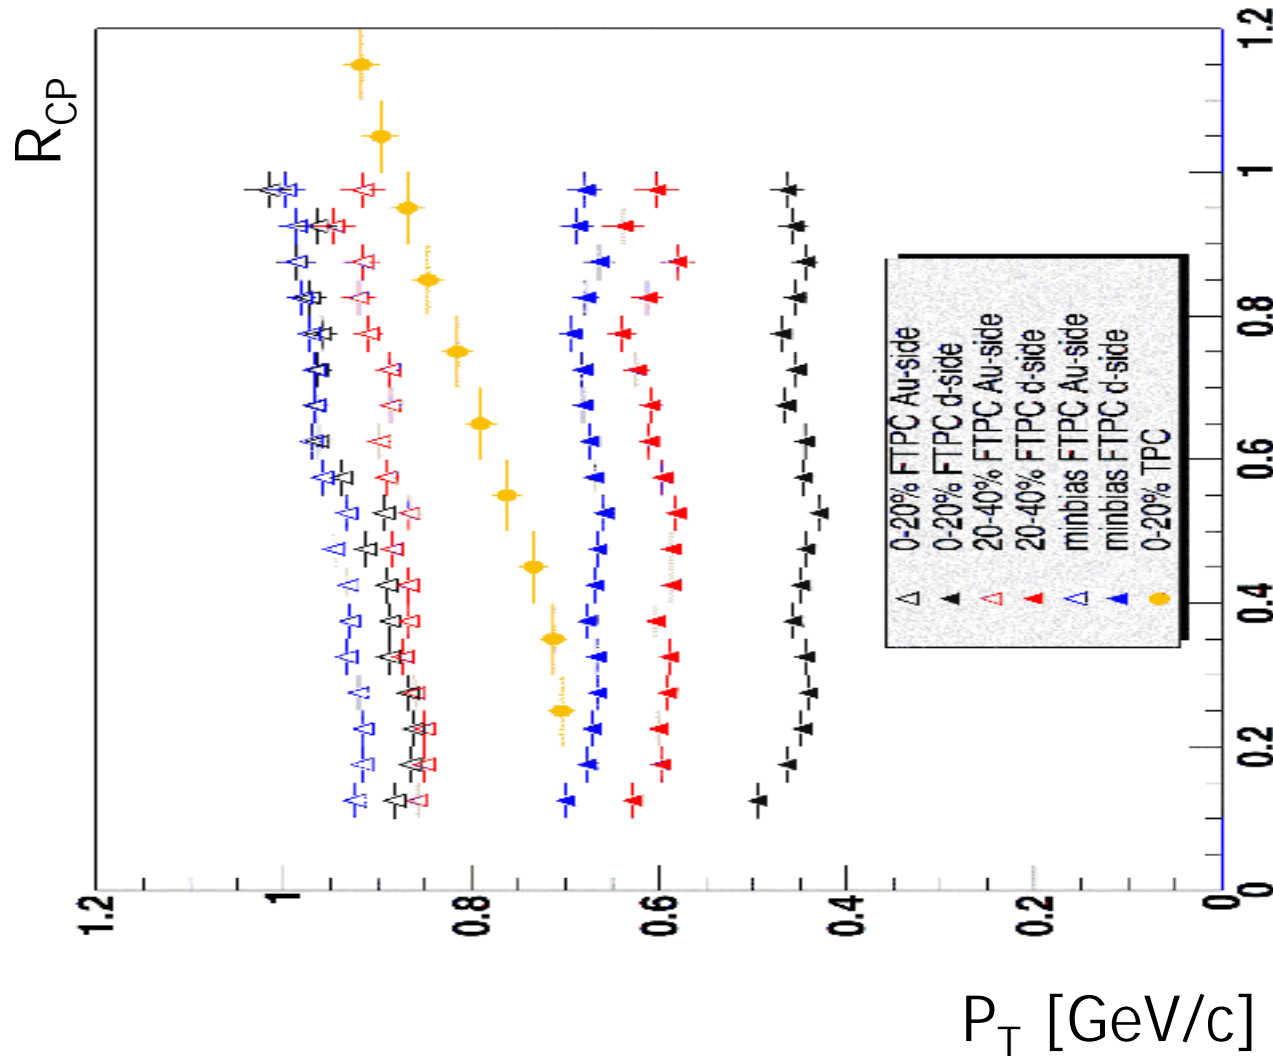 R_CP
1.2
1
0.8
0.6
0.4
0.2
0
0
0.2
0.4
0.6
0.8
1
1.2
0-20% FTPC Au-side
0-20% FTPC d-side
20-40% FTPC Au-side
20-40% FTPC d-side
minbias FTPC Au-side
minbias FTPC d-side
0-20% TPC
P_T [GeV/c]